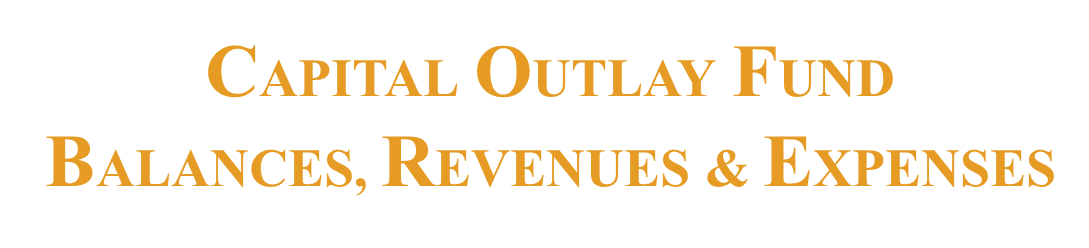 Capital Outlay Fund
Balances, Revenues & Expenses